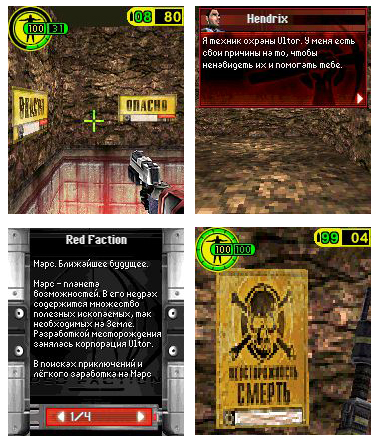 08 80
100 31
ОПАСНО
ОПАСНО
Hendrix
Я техник охраны Ultor. У меня есть
свои причины на то, чтобы
ненавидеть их и помогать тебе.
Red Faction
Марс. Ближайшее будущее.
Марс - планета
возможностей. В его недрах
содержится множество
полезных ископаемых, так
необходимых на Земле.
Разработкой месторождения
занялась корпорация Ultor.
В поисках приключений и
лёгкого заработка на Марс
1/4
99 04
100 100
ОСТОРОЖНОСТЬ
СМЕРТЬ